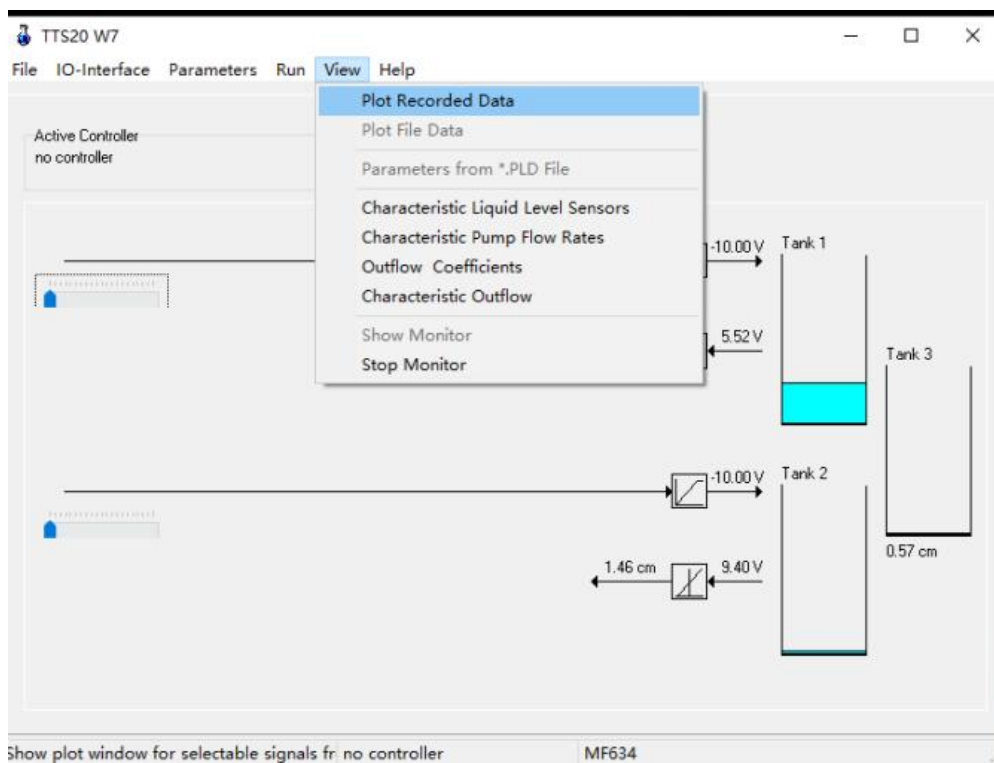 TTS20 W7
File IO-Interface Parameters Run View Help
Plot Recorded Data
Plot File Data
Parameters from *.PLD File
Characteristic Liquid Level Sensors
Characteristic Pump Flow Rates
Outflow Coefficients
Characteristic Outflow
Show Monitor
Stop Monitor
Active Controller
no controller
-10.00 V Tank 1
5.52 V
Tank 3
-10.00 V Tank 2
0.57 cm
1.46 cm 9.40 V
Show plot window for selectable signals fr no controller MF634